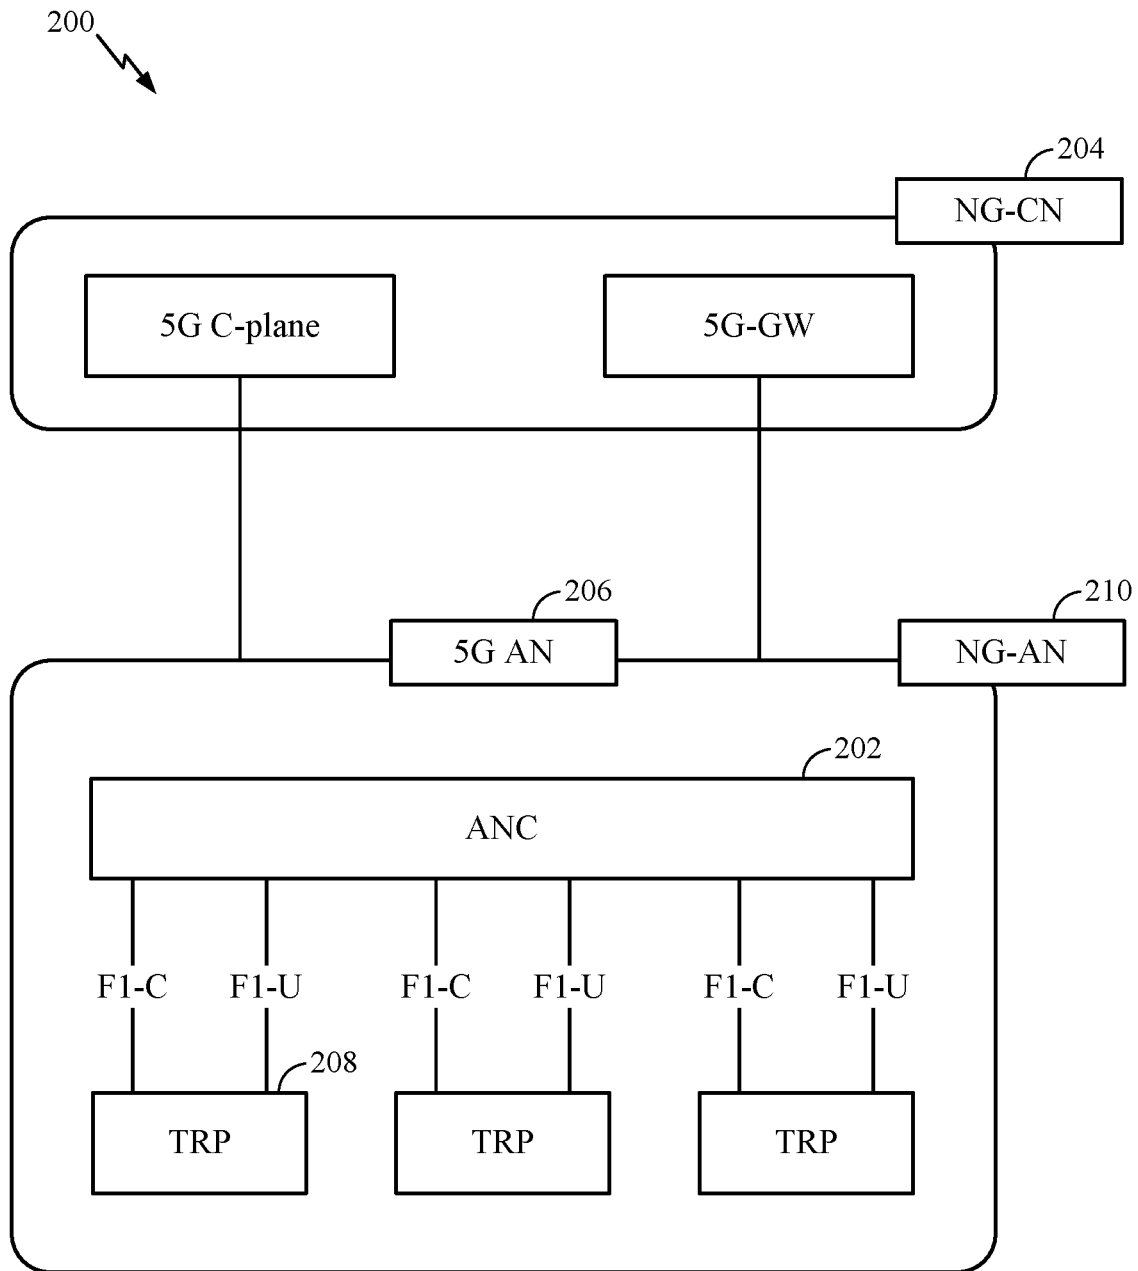 200
204
NG-CN
5G C-plane
5G-GW
206
210
5G AN
NG-AN
202
ANC
F1-C
F1-U
F1-C
F1-U
F1-C
F1-U
208
TRP
TRP
TRP